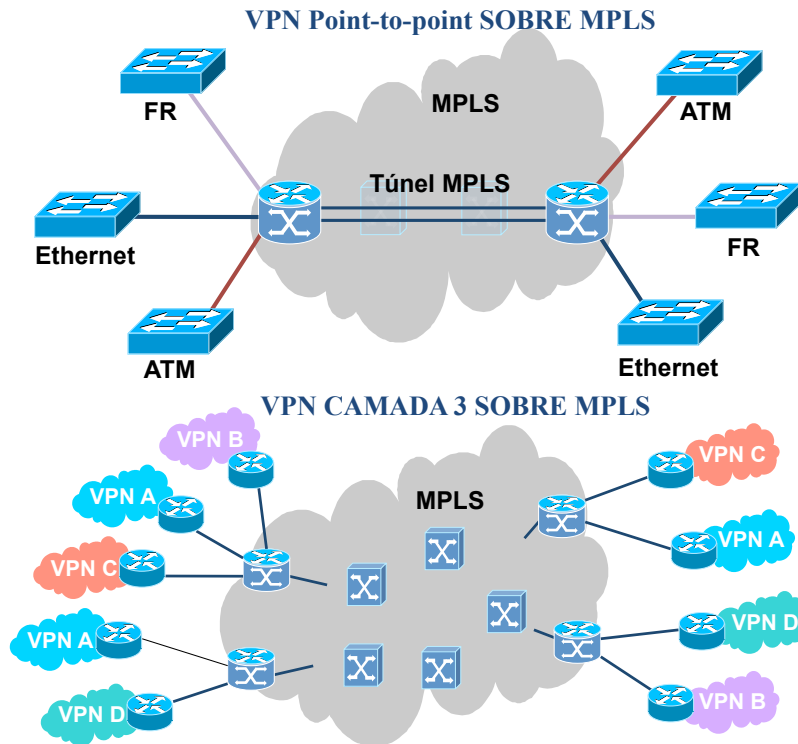 VPN Point-to-point SOBRE MPLS
FR
MPLS
ATM
Túnel MPLS
Ethernet
FR
ATM
Ethernet
VPN CAMADA 3 SOBRE MPLS
VPN B
VPN C
VPN A
MPLS
VPN A
VPN C
VPN A
VPN D
VPN D
VPN B